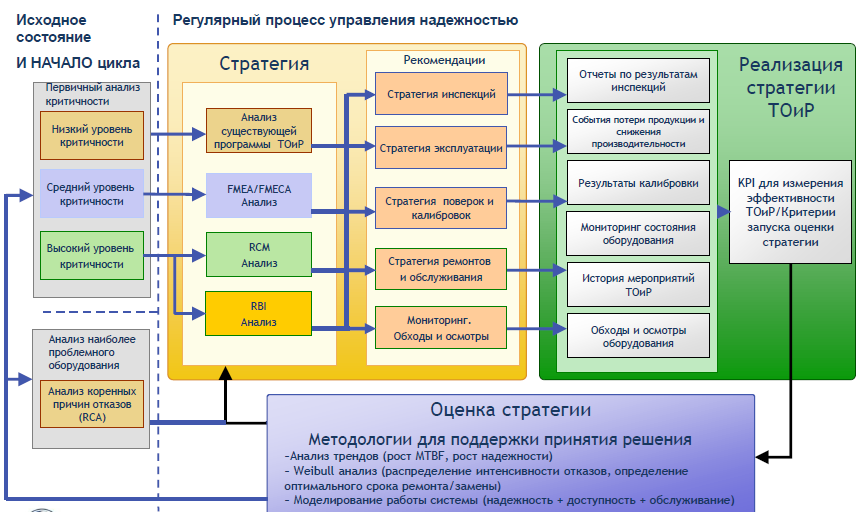 Исходное
состояние
И НАЧАЛО цикла
Регулярный процесс управления надежностью
Первичный анализ
критичности
Низкий уровень
критичности
Средний уровень
критичности
Высокий уровень
критичности
Анализ наиболее
проблемного
оборудования
Анализ коренных
причин отказов
(RCA)
Стратегия
Анализ
существующей
программы ТОиР
FMEA/FMECA
Анализ
RCM
Анализ
RBI
Анализ
Рекомендации
Стратегия инспекций
Стратегия эксплуатации
Стратегия поверок и
калибровок
Стратегия ремонтов
и обслуживания
Мониторинг.
Обходы и осмотры
Отчеты по результатам
инспекций
События потери продукции и
снижения
производительности
Результаты калибровки
Мониторинг состояния
оборудования
История мероприятий
ТОиР
Обходы и осмотры
оборудования
Реализация
стратегии
ТОиР
KPI для измерения
эффективности
ТОиР/Критерии
запуска оценки
стратегии
Оценка стратегии
Методологии для поддержки принятия решения
-Анализ трендов (рост MTBF, рост надежности)
- Weibull анализ (распределение интенсивности отказов, определение
оптимального срока ремонта/замены)
- Моделирование работы системы (надежность + доступность + обслуживание)